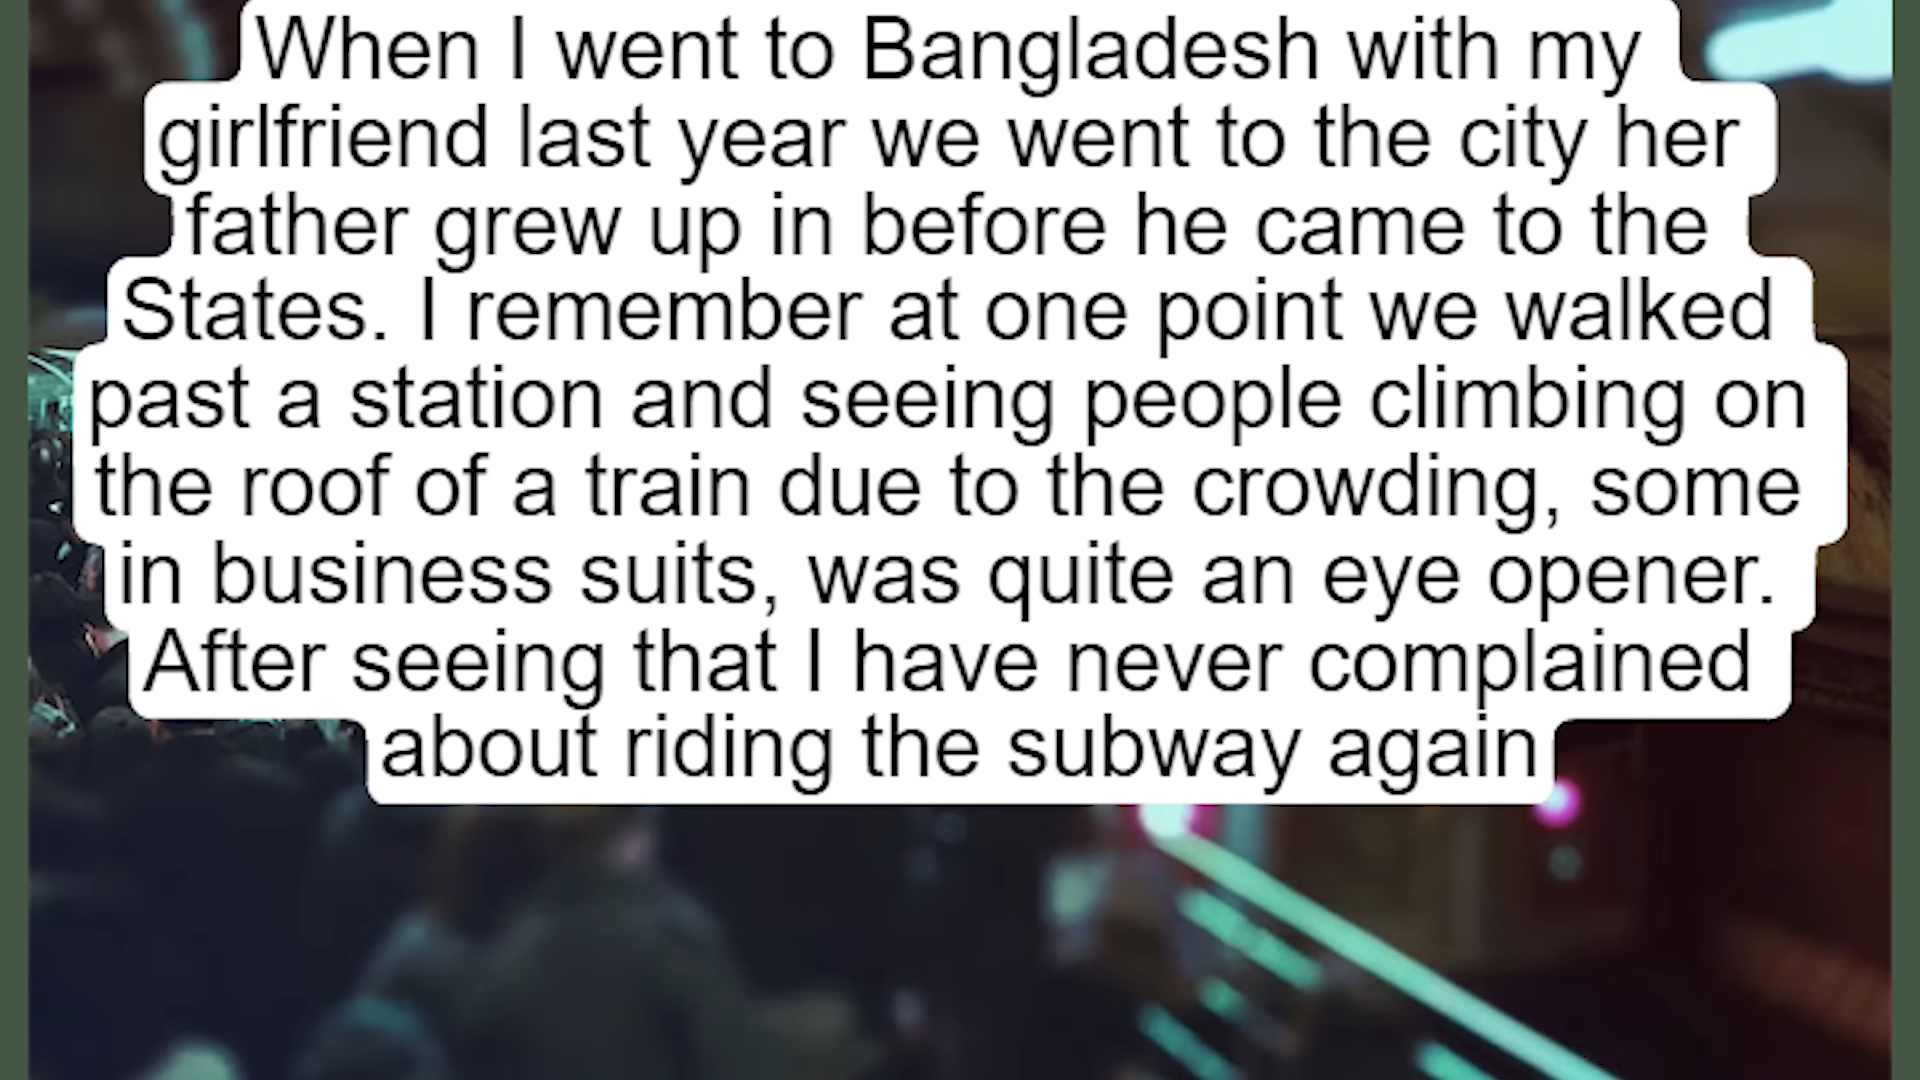 When I went to Bangladesh with my
girlfriend last year we went to the city her
father grew up in before he came to the
States. I remember at one point we walked
past a station and seeing people climbing on
the roof of a train due to the crowding, some
in business suits, was quite an eye opener.
After seeing that I have never complained
about riding the subway again